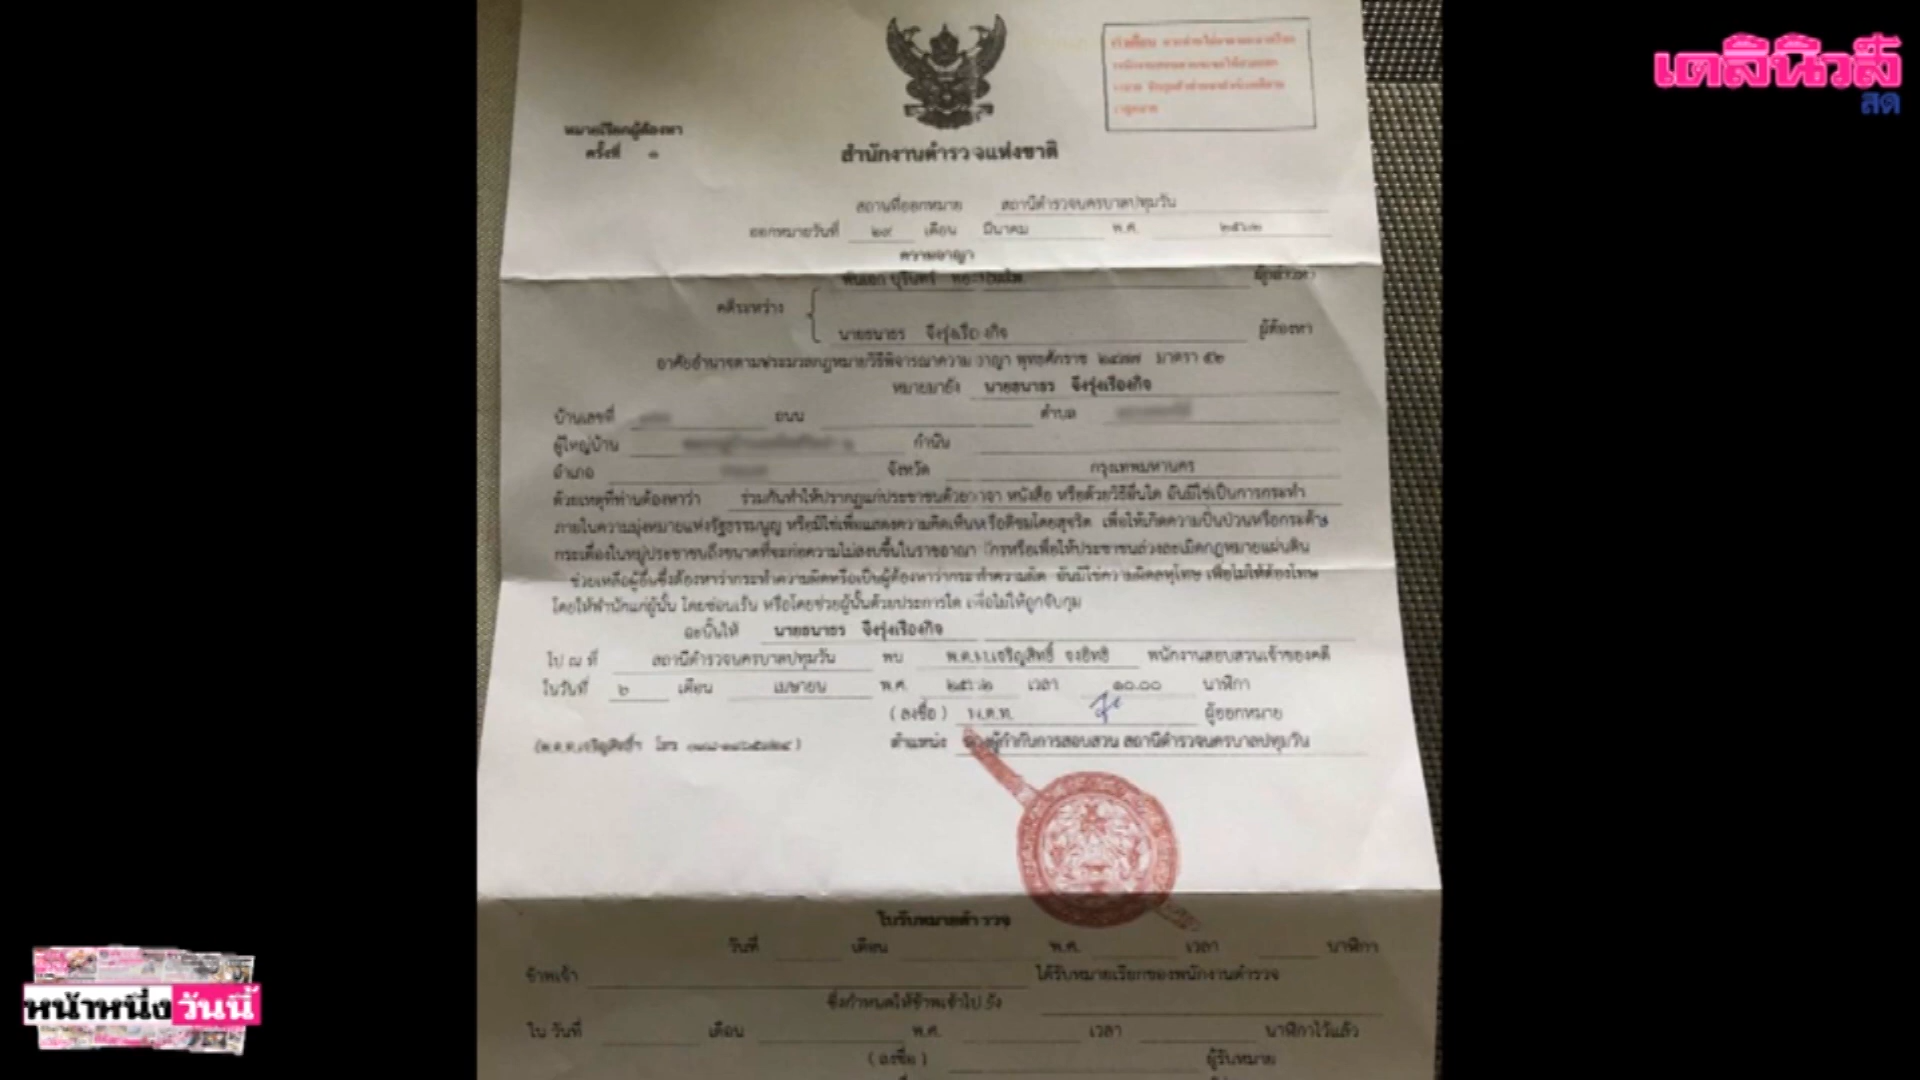 เดลินิวส์
สด
หมายเรียกผู้ต้องหา
ครั้งที่ ๑
สำนักงานตำรวจแห่งชาติ
สถานที่ออกหมาย สถานีตำรวจนครบาลปทุมวัน
ออกหมายวันที่ ๒๙ เดือน มีนาคม พ.ศ. ๒๕๖๒
ความอาญา
พันเอก บุรินทร์ ผู้กล่าวหา
คดีระหว่าง
นายธนาธร จึงรุ่งเรืองกิจ ผู้ต้องหา
อาศัยอำนาจตามประมวลกฎหมายวิธีพิจารณาความอาญา พุทธศักราช ๒๔๗๗ มาตรา ๕๒
หมายมายัง นายธนาธร จึงรุ่งเรืองกิจ
บ้านเลขที่ ถนน ตำบล
ผู้ใหญ่บ้าน กำนัน
อำเภอ จังหวัด กรุงเทพมหานคร
ด้วยเหตุที่ท่านต้องหาว่า ร่วมกันทำให้ปรากฏแก่ประชาชนด้วยวาจา หนังสือ หรือด้วยวิธีอื่นใด อันมิใช่เป็นการกระทำ
ภายในความมุ่งหมายแห่งรัฐธรรมนูญ หรือมิใช่เพื่อแสดงความคิดเห็นหรือติชมโดยสุจริต เพื่อให้เกิดความปั่นป่วนหรือกระด้าง
กระเดื่องในหมู่ประชาชนถึงขนาดที่จะก่อความไม่สงบขึ้นในราชอาณาจักรหรือเพื่อให้ประชาชนล่วงละเมิดกฎหมายแผ่นดิน
ช่วยเหลือผู้อื่นซึ่งต้องหาว่ากระทำความผิดหรือเป็นผู้ต้องหาว่ากระทำความผิด อันมิใช่ความผิดลหุโทษ เพื่อไม่ให้ต้องโทษ
โดยให้พำนักแก่ผู้นั้น โดยซ่อนเร้น หรือโดยช่วยผู้นั้นด้วยประการใด เพื่อไม่ให้ถูกจับกุม
ฉะนั้นให้ นายธนาธร จึงรุ่งเรืองกิจ
ไป ณ ที่ สถานีตำรวจนครบาลปทุมวัน พบ พ.ต.ท.เจริญสิทธิ์ จงอิทธิ พนักงานสอบสวนเจ้าของคดี
ในวันที่ ๖ เดือน เมษายน พ.ศ. ๒๕๖๒ เวลา ๑๐.๐๐ นาฬิกา
(ลงชื่อ) พ.ต.ท. ผู้ออกหมาย
(พ.ต.ท.เจริญสิทธิ์ฯ โทร ) ตำแหน่ง รองผู้กำกับการสอบสวน สถานีตำรวจนครบาลปทุมวัน
ใบรับหมายตำรวจ
วันที่ เดือน พ.ศ. เวลา นาฬิกา
ข้าพเจ้า ได้รับหมายเรียกของพนักงานตำรวจ
ซึ่งกำหนดให้ข้าพเจ้าไปยัง
ใน วันที่ เดือน พ.ศ. เวลา นาฬิกาไว้แล้ว
(ลงชื่อ) ผู้รับหมาย
หน้าหนึ่งวันนี้